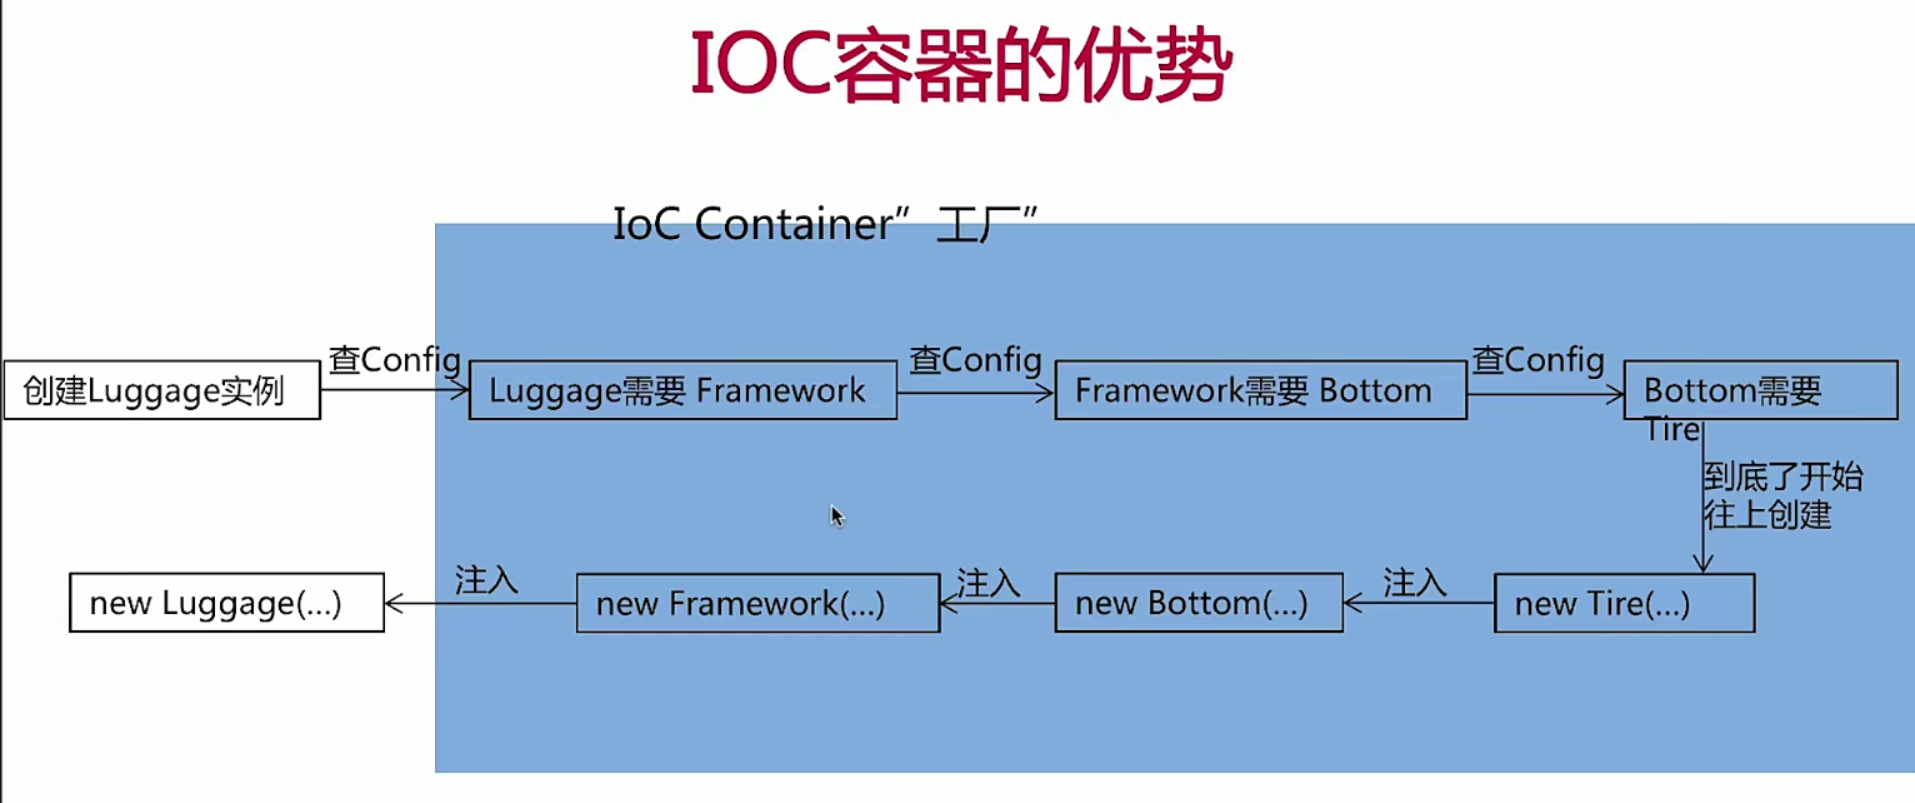 IOC容器的优势
IoC Container”工厂”
创建Luggage实例
查Config
Luggage需要 Framework
查Config
Framework需要 Bottom
查Config
Bottom需要
Tire
到底了开始
往上创建
new Luggage(...)
注入
new Framework(...)
注入
new Bottom(...)
注入
new Tire(...)